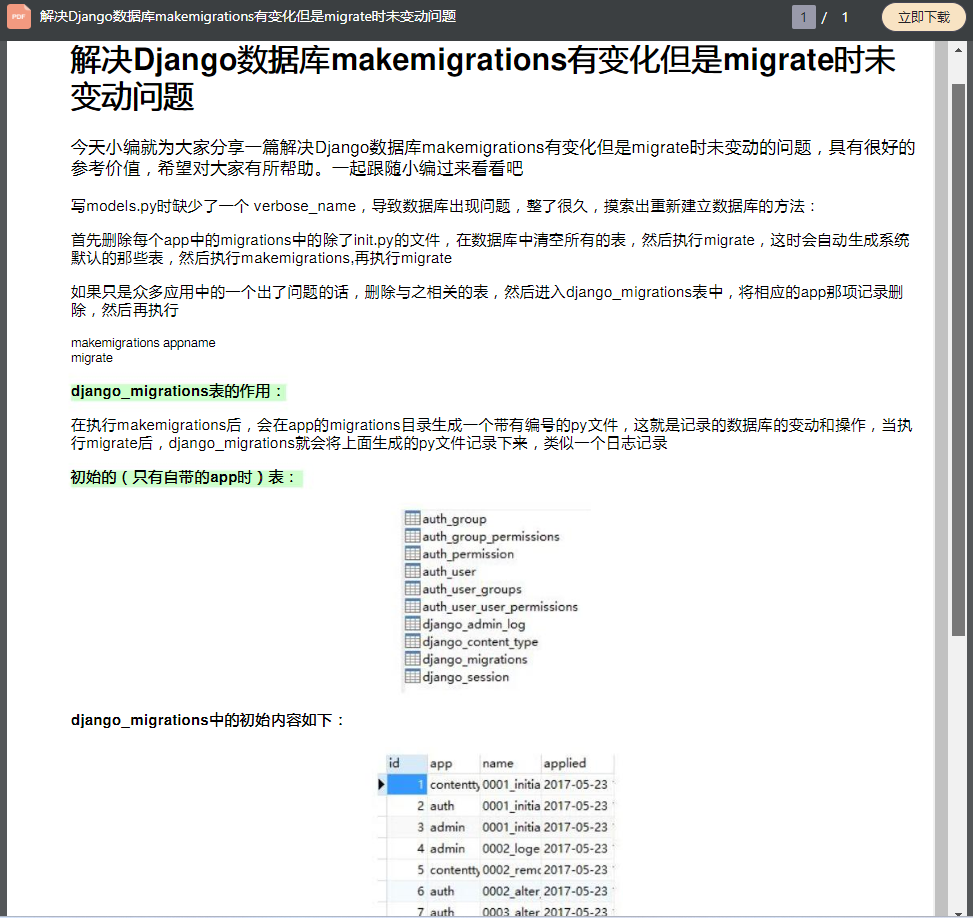 PDF 解决Django数据库makemigrations有变化但是migrate时未变动问题 1 / 1 立即下载
解决Django数据库makemigrations有变化但是migrate时未
变动问题
今天小编就为大家分享一篇解决Django数据库makemigrations有变化但是migrate时未变动的问题，具有很好的
参考价值，希望对大家有所帮助。一起跟随小编过来看看吧
写models.py时缺少了一个 verbose_name，导致数据库出现问题，整了很久，摸索出重新建立数据库的方法：
首先删除每个app中的migrations中的除了init.py的文件，在数据库中清空所有的表，然后执行migrate，这时会自动生成系统
默认的那些表，然后执行makemigrations,再执行migrate
如果只是众多应用中的一个出了问题的话，删除与之相关的表，然后进入django_migrations表中，将相应的app那项记录删
除，然后再执行
makemigrations appname
migrate
django_migrations表的作用：
在执行makemigrations后，会在app的migrations目录生成一个带有编号的py文件，这就是记录的数据库的变动和操作，当执
行migrate后，django_migrations就会将上面生成的py文件记录下来，类似一个日志记录
初始的（只有自带的app时）表：
auth_group
auth_group_permissions
auth_permission
auth_user
auth_user_groups
auth_user_user_permissions
django_admin_log
django_content_type
django_migrations
django_session
django_migrations中的初始内容如下：
id app name applied
1 contentty 0001_initia 2017-05-23
2 auth 0001_initia 2017-05-23
3 admin 0001_initia 2017-05-23
4 admin 0002_loge 2017-05-23
5 contentty 0002_remo 2017-05-23
6 auth 0002_alter_ 2017-05-23
7 auth 0003_alter_ 2017-05-23